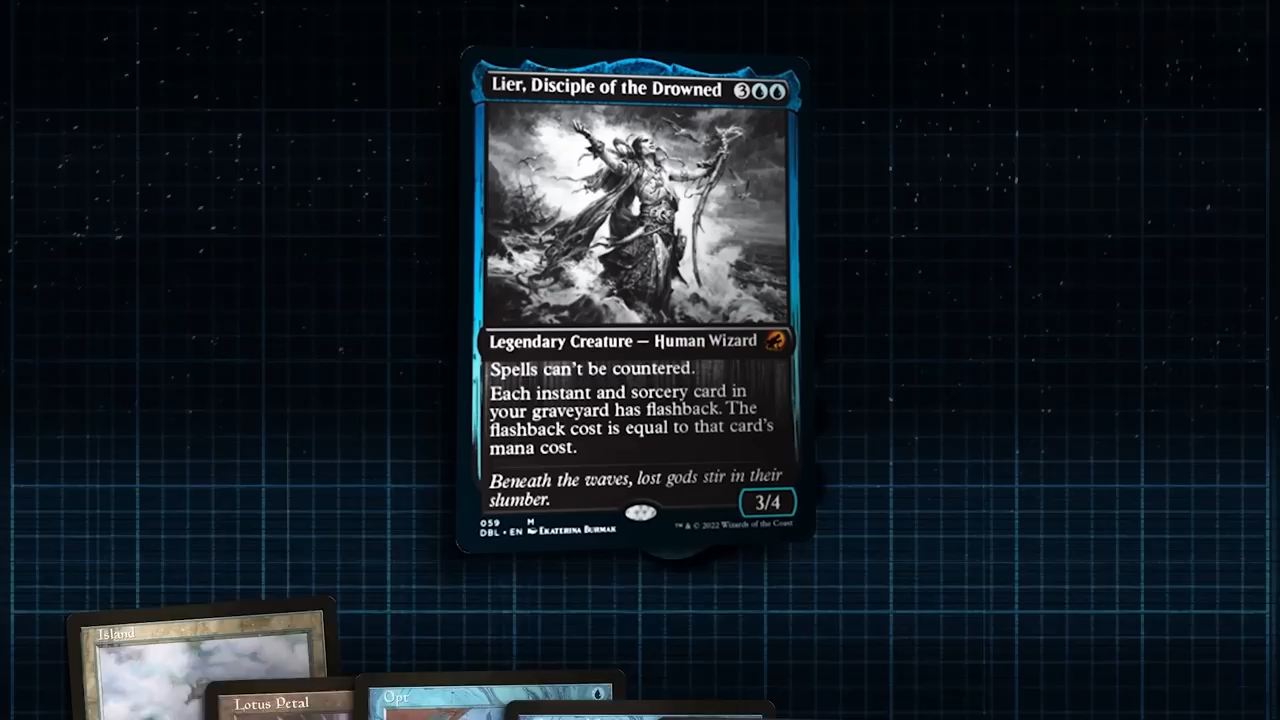 Lier, Disciple of the Drowned 3
Legendary Creature — Human Wizard
Spells can't be countered.
Each instant and sorcery card in
your graveyard has flashback. The
flashback cost is equal to that card's
mana cost.
Beneath the waves, lost gods stir in their
slumber.
3/4
059 M
DBL • EN Ekaterina Burmak
™ & © 2022 Wizards of the Coast
Island
Lotus Petal
Opt